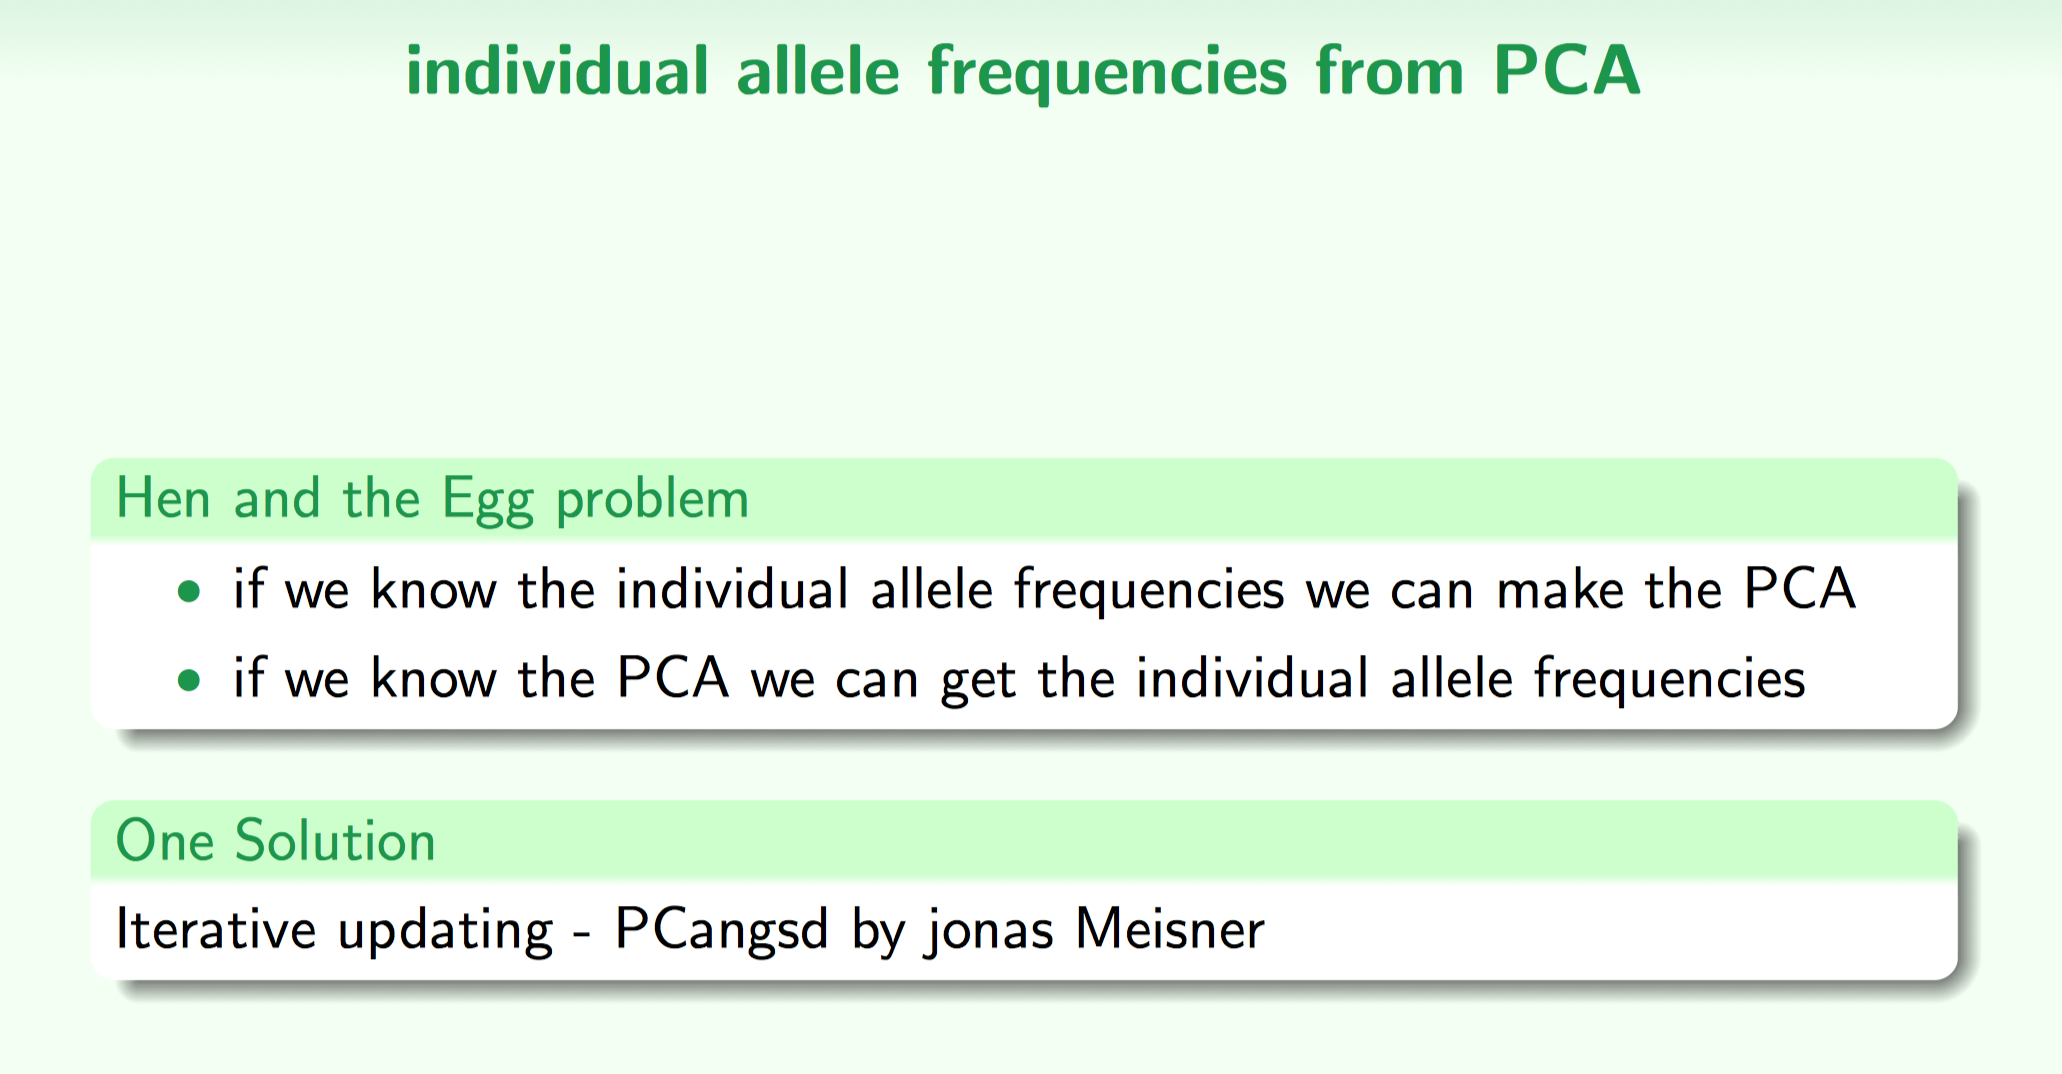 individual allele frequencies from PCA
Hen and the Egg problem
• if we know the individual allele frequencies we can make the PCA
• if we know the PCA we can get the individual allele frequencies
One Solution
Iterative updating - PCangsd by jonas Meisner